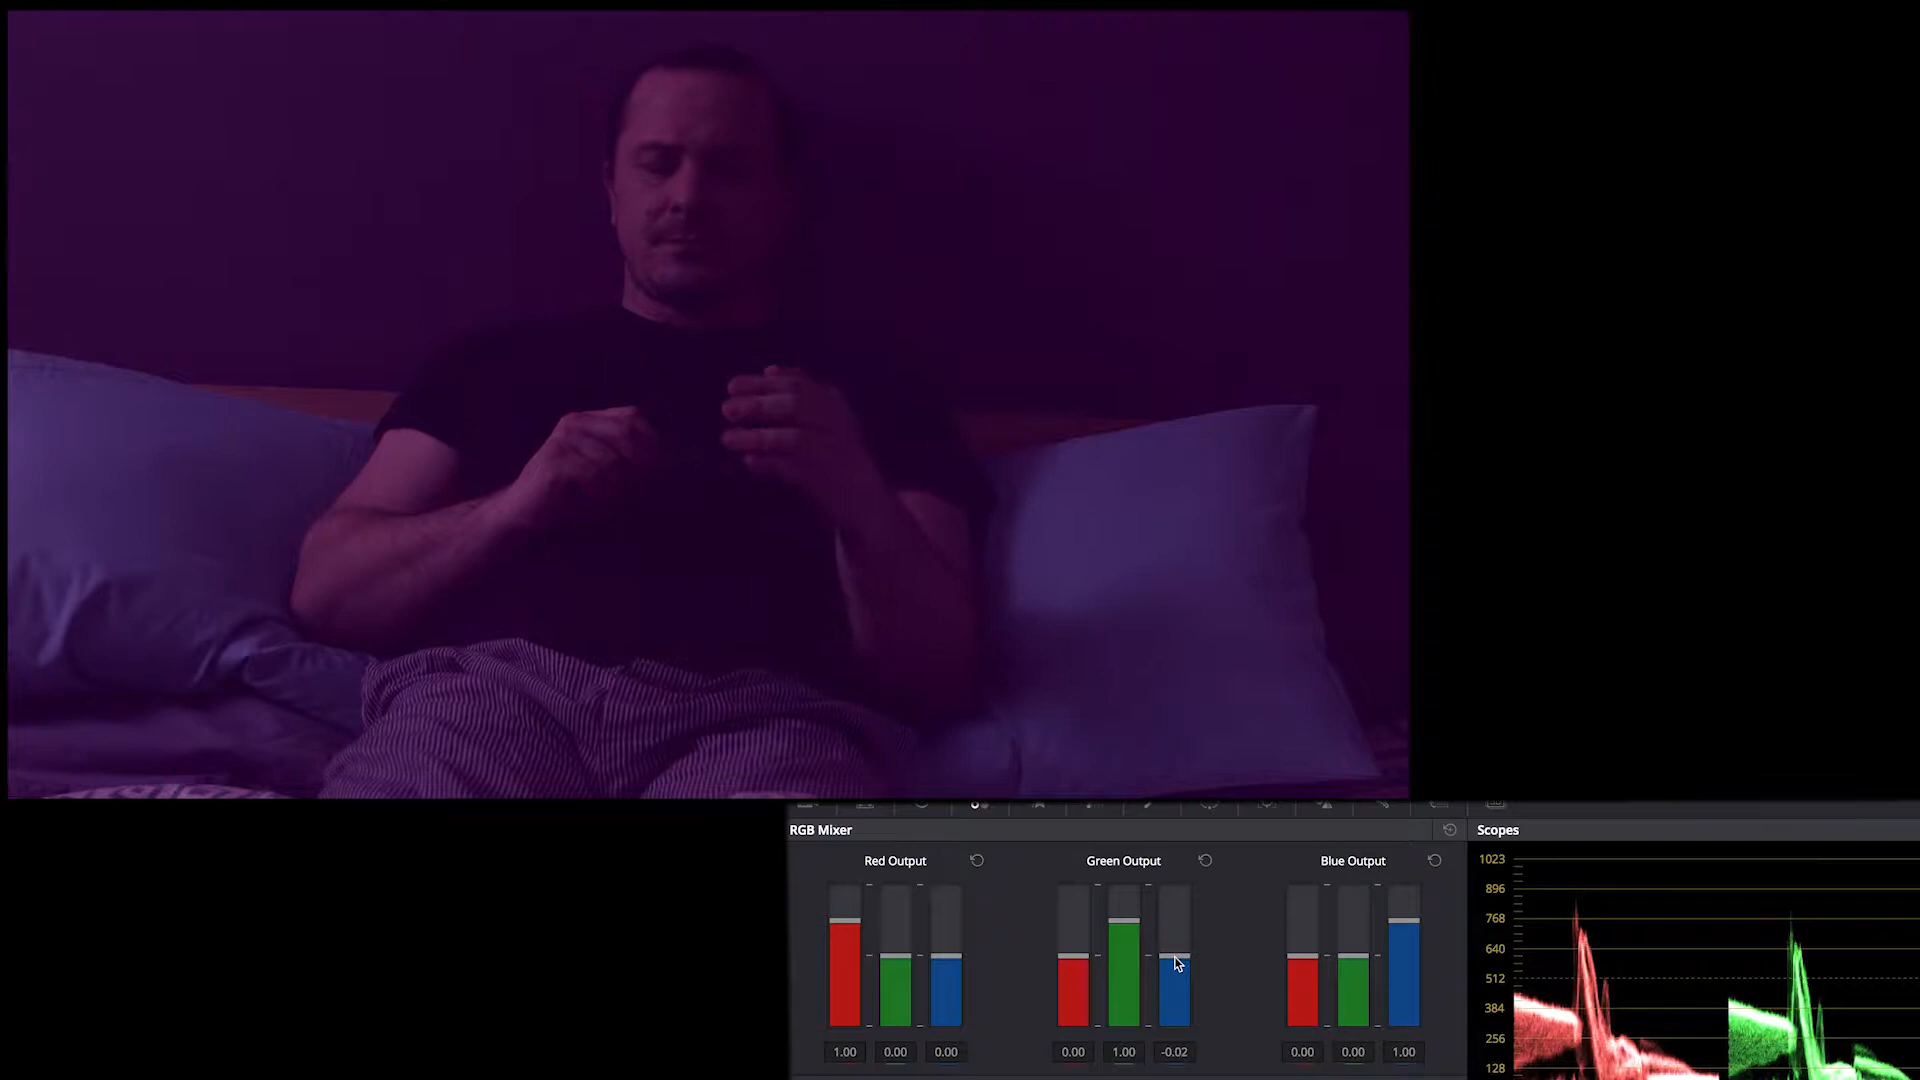 RGB Mixer
Scopes
Red Output
Green Output
Blue Output
1023
896
768
640
512
384
256
128
1.00 0.00 0.00
0.00 1.00 -0.02
0.00 0.00 1.00